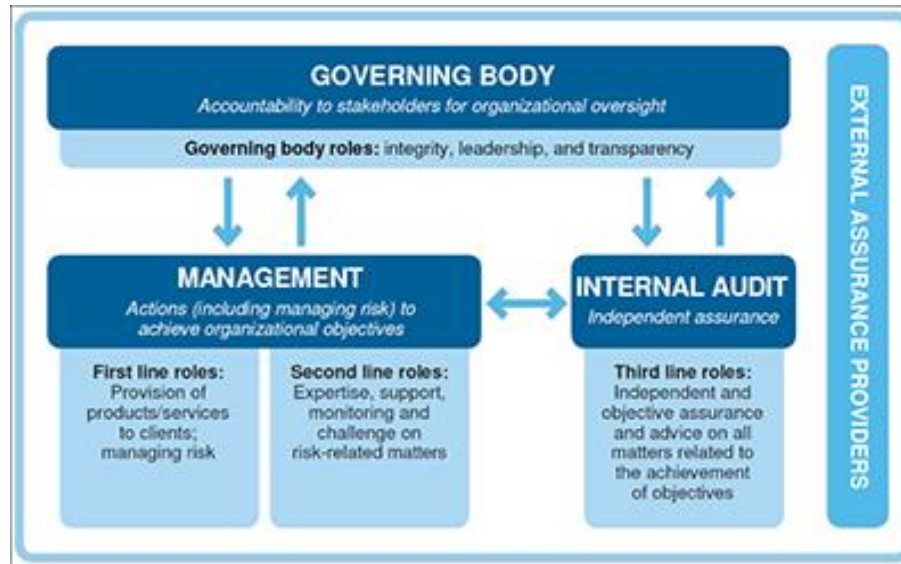 GOVERNING BODY
Accountability to stakeholders for organizational oversight
Governing body roles: integrity, leadership, and transparency
MANAGEMENT
Actions (including managing risk) to
achieve organizational objectives
First line roles:
Provision of
products/services
to clients;
managing risk
Second line roles:
Expertise, support,
monitoring and
challenge on
risk-related matters
INTERNAL AUDIT
Independent assurance
Third line roles:
Independent and
objective assurance
and advice on all
matters related to
the achievement
of objectives
EXTERNAL ASSURANCE PROVIDERS